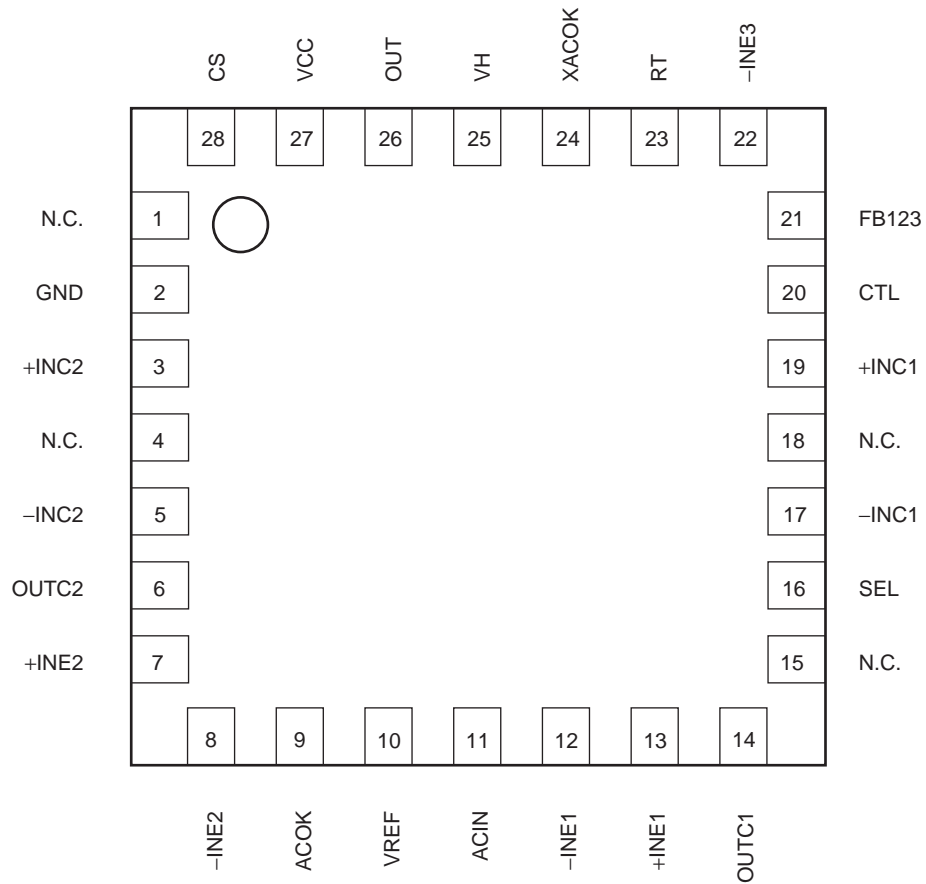 CS VCC OUT VH XACOK RT −INE3
28 27 26 25 24 23 22
N.C. 1 21 FB123
GND 2 20 CTL
+INC2 3 19 +INC1
N.C. 4 18 N.C.
−INC2 5 17 −INC1
OUTC2 6 16 SEL
+INE2 7 15 N.C.
8 9 10 11 12 13 14
−INE2 ACOK VREF ACIN −INE1 +INE1 OUTC1